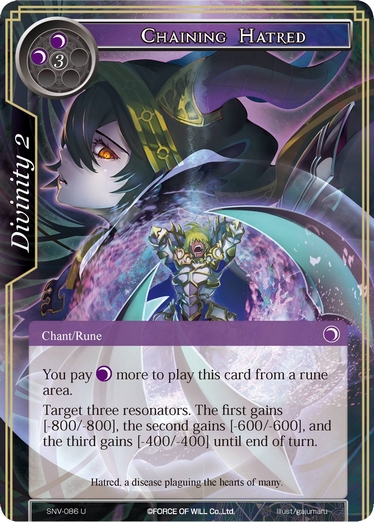 Chaining Hatred
3
Divinity 2
Chant/Rune
You pay more to play this card from a rune
area.
Target three resonators. The first gains
[-800/-800], the second gains [-600/-600], and
the third gains [-400/-400] until end of turn.
Hatred, a disease plaguing the hearts of many.
SNV-086 U
©FORCE OF WILL Co.,Ltd.
Illust/gasumaru